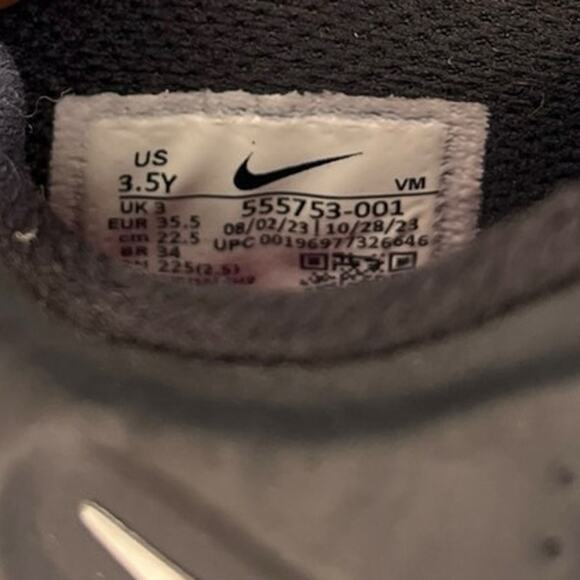 US
3.5Y
VM
UK 3
EUR 35.5
cm 22.5
BR 34
225(2.5)
555753-001
08/02/23 | 10/28/23
UPC 00196977326646